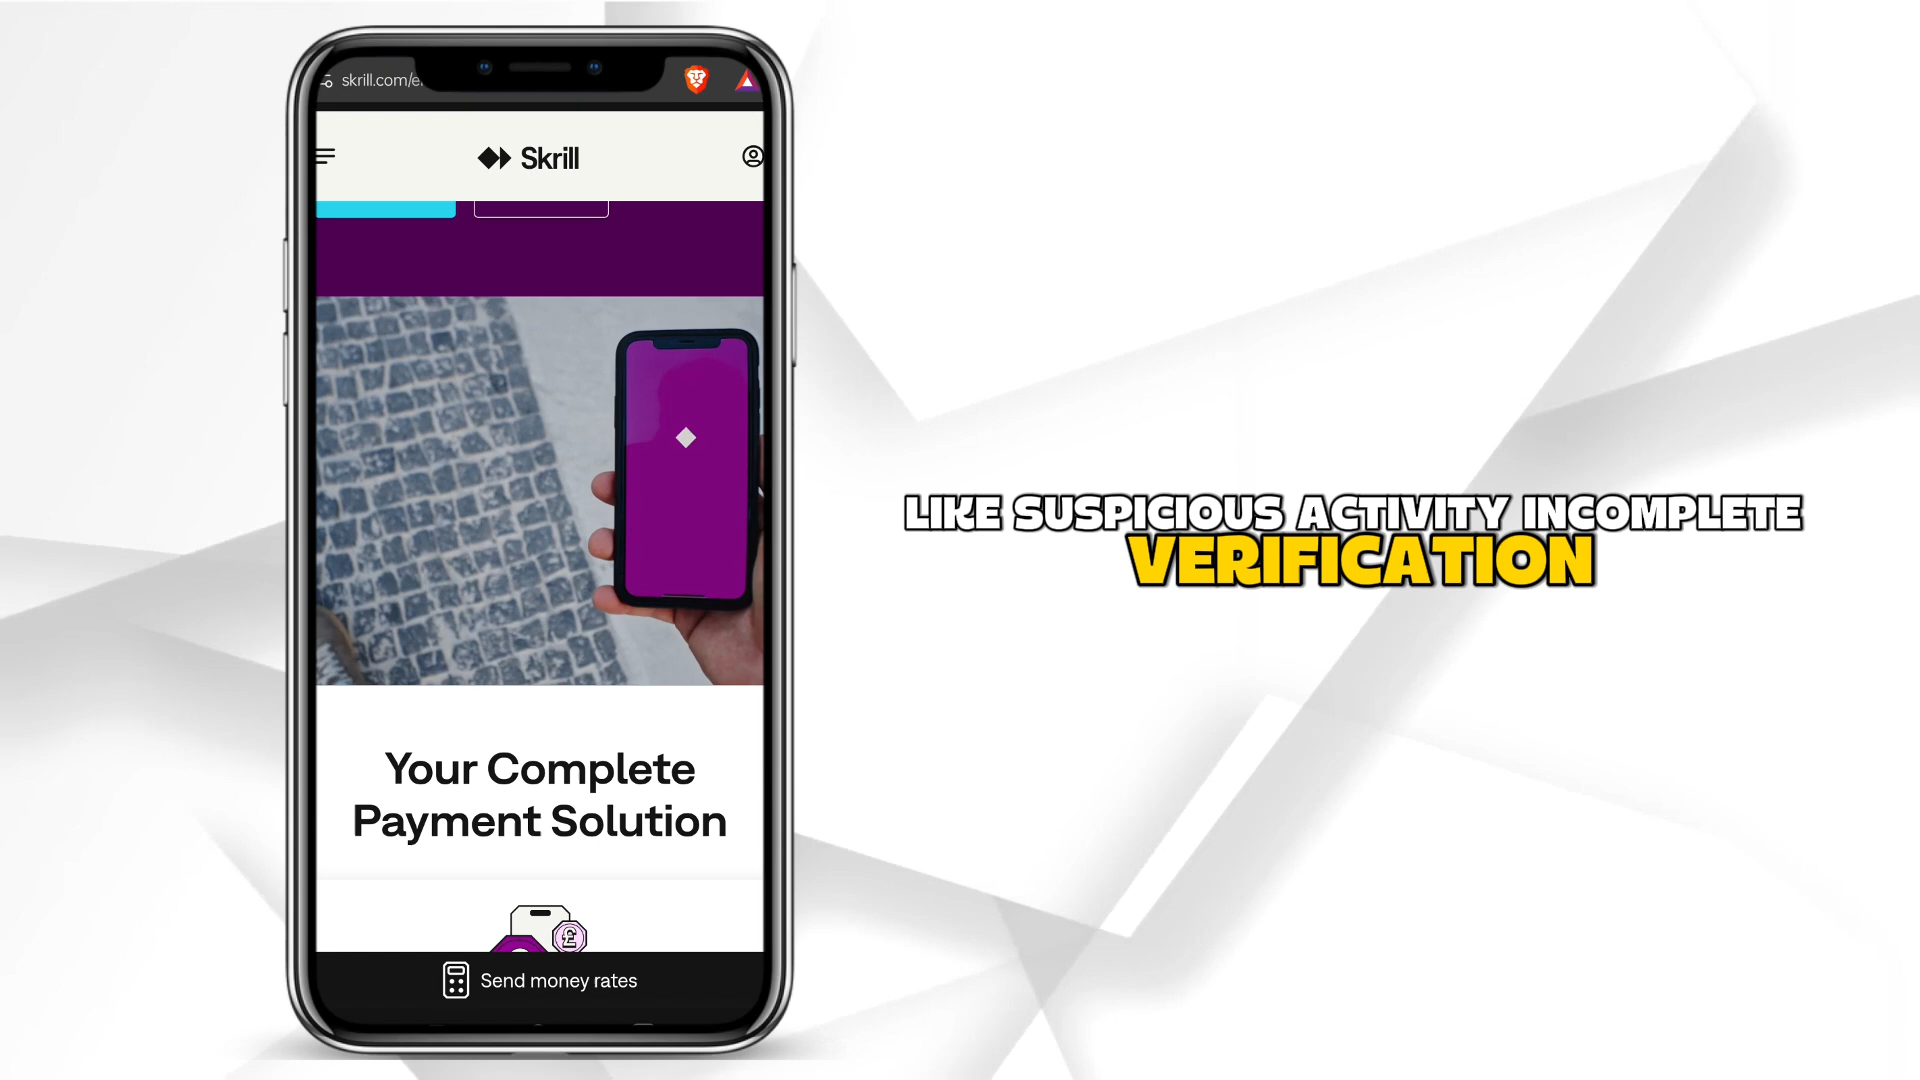 skrill.com/e
Skrill
Your Complete
Payment Solution
£
Send money rates
LIKE SUSPICIOUS ACTIVITY INCOMPLETE
VERIFICATION